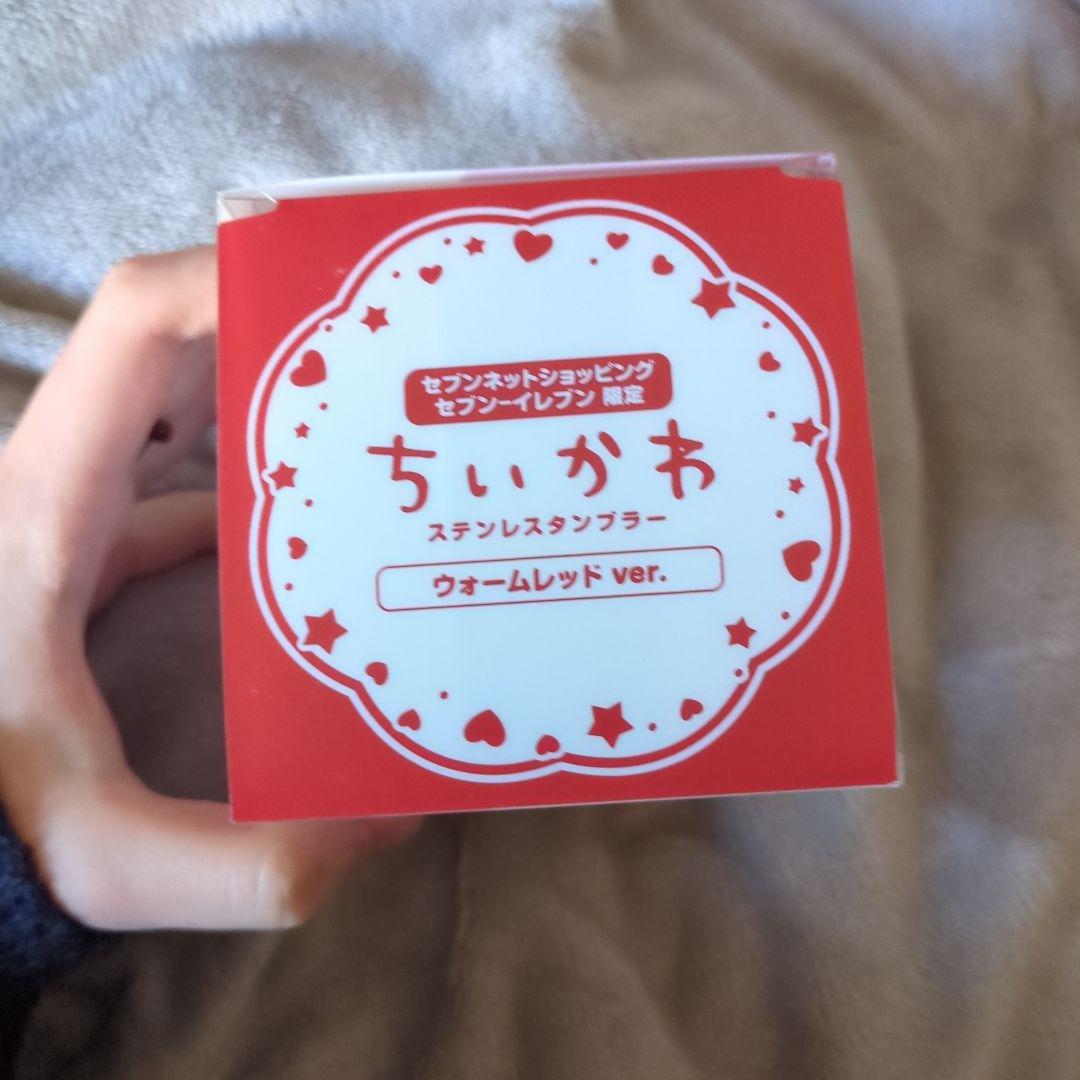 セブンネットショッピング
セブン-イレブン 限定
ちいかわ
ステンレスタンブラー
ウォームレッド ver.